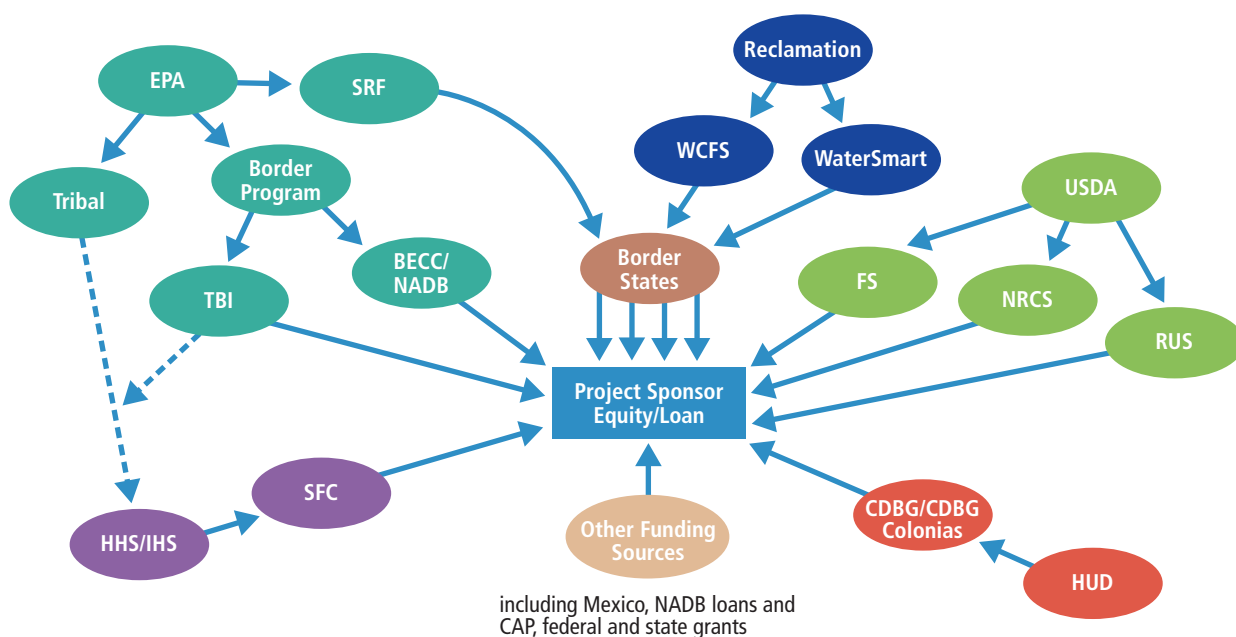 Reclamation
EPA
SRF
WCFS
WaterSmart
Border
Program
Tribal
USDA
BECC/
NADB
Border
States
FS
NRCS
TBI
RUS
Project Sponsor
Equity/Loan
SFC
CDBG/CDBG
Colonias
Other Funding
Sources
HHS/IHS
HUD
including Mexico, NADB loans and
CAP, federal and state grants